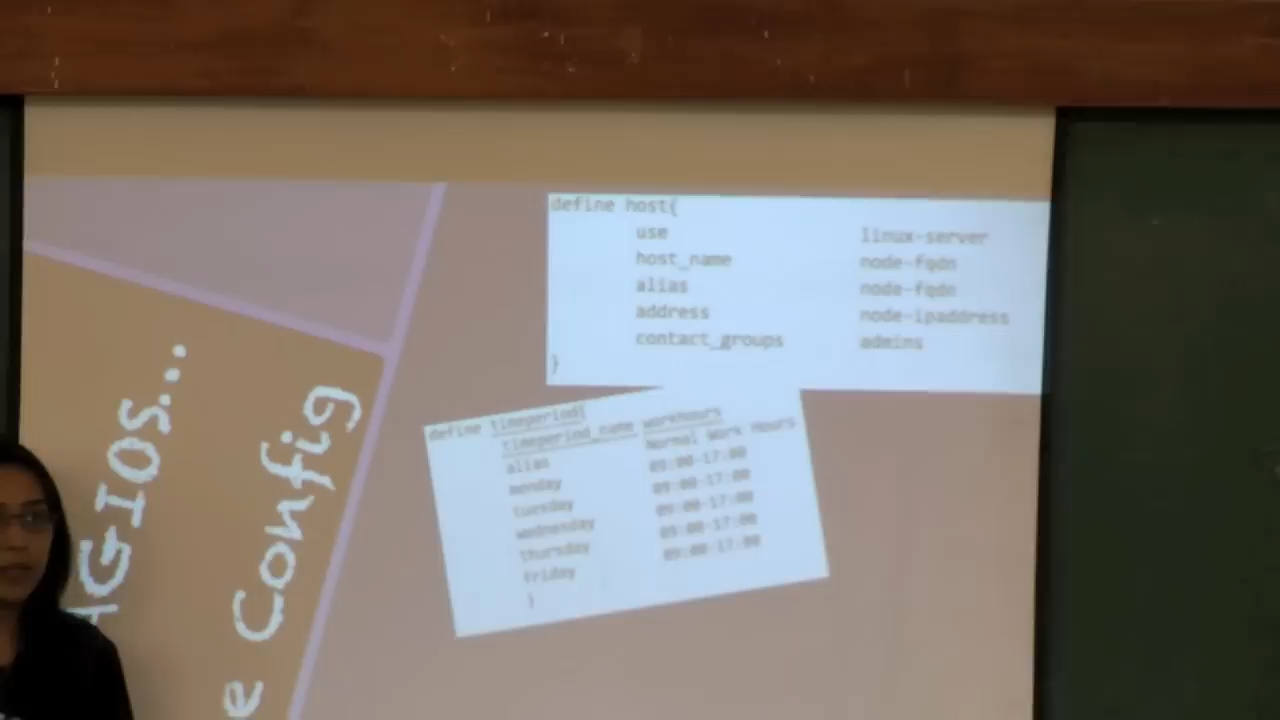 define host{
use linux-server
host_name node-fqdn
alias node-fqdn
address node-ipaddress
contact_groups admins
}
define timeperiod{
timeperiod_name workhours
alias Normal Work Hours
monday 09:00-17:00
tuesday 09:00-17:00
wednesday 09:00-17:00
thursday 09:00-17:00
friday 09:00-17:00
}
AGIOS...
e Config